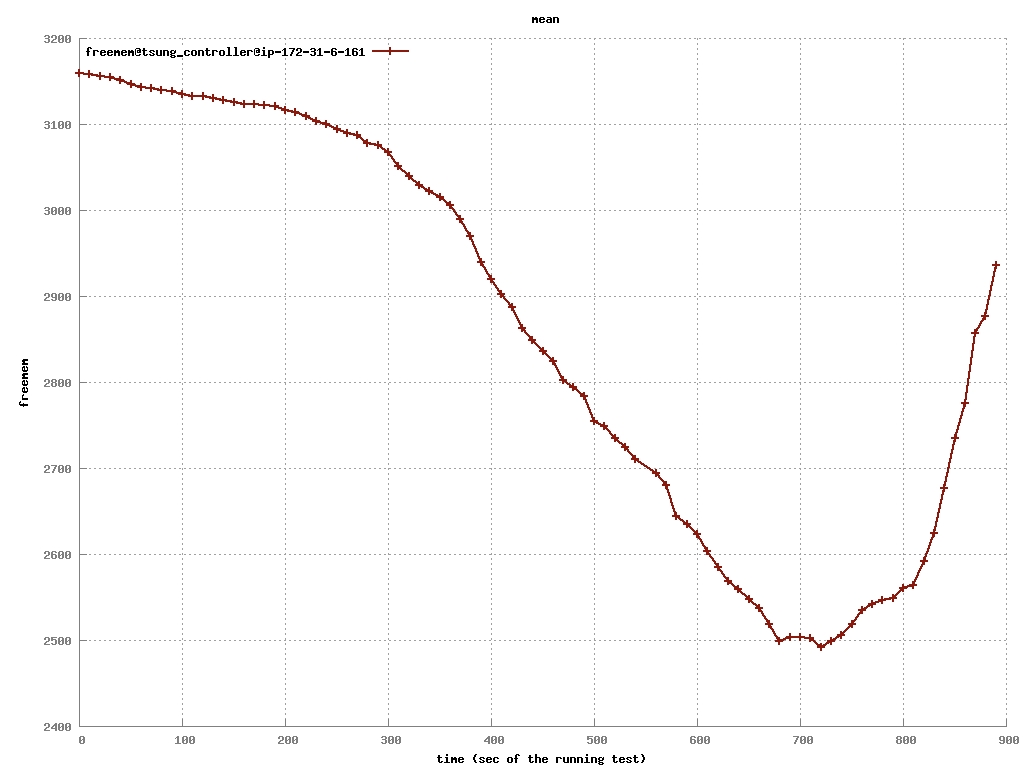 mean
3200
freemem@tsung_controller@ip-172-31-6-161
3100
3000
2900
2800
freemem
2700
2600
2500
2400
0 100 200 300 400 500 600 700 800 900
time (sec of the running test)